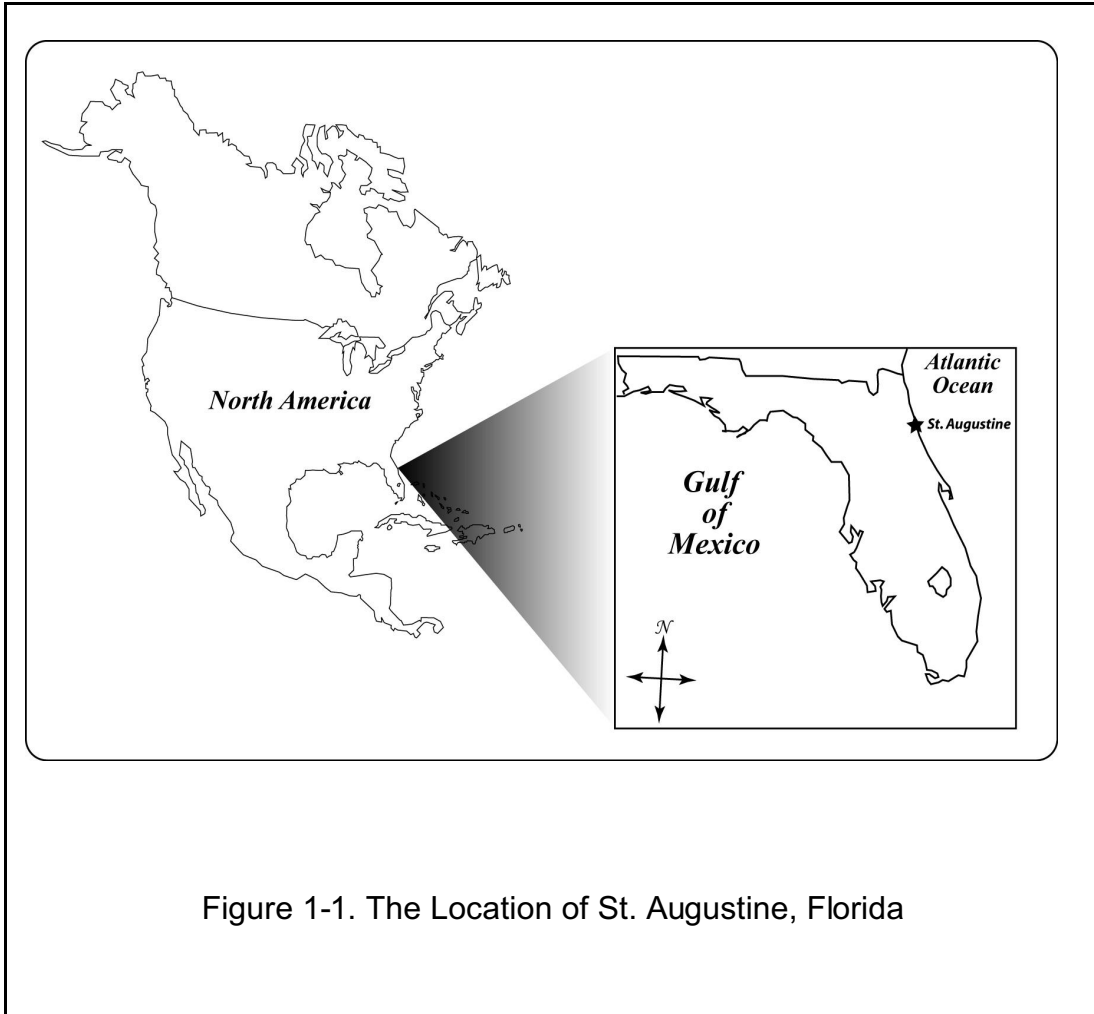 North America
Atlantic
Ocean
St. Augustine
Gulf
of
Mexico
N
Figure 1-1. The Location of St. Augustine, Florida